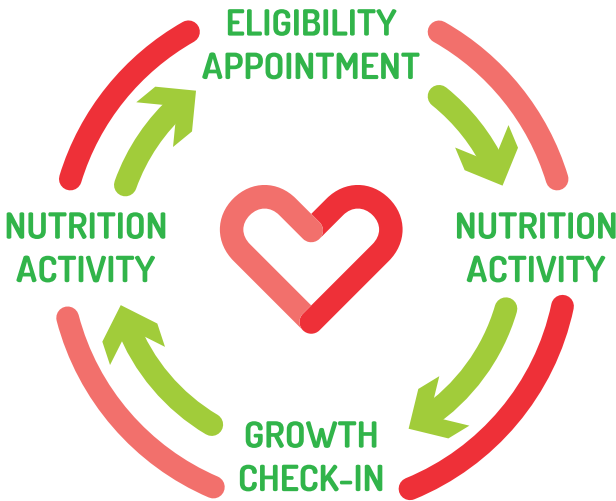 ELIGIBILITY
APPOINTMENT
NUTRITION
ACTIVITY
GROWTH
CHECK-IN
NUTRITION
ACTIVITY